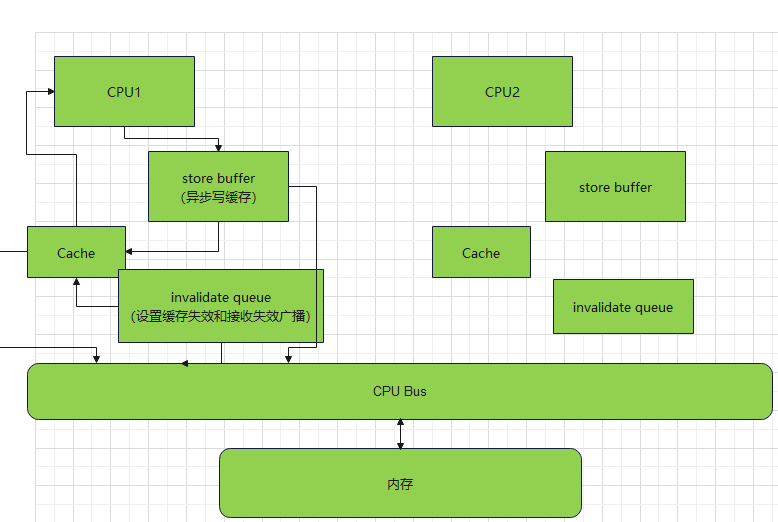 CPU1
CPU2
store buffer
（异步写缓存）
store buffer
Cache
Cache
invalidate queue
（设置缓存失效和接收失效广播）
invalidate queue
CPU Bus
内存